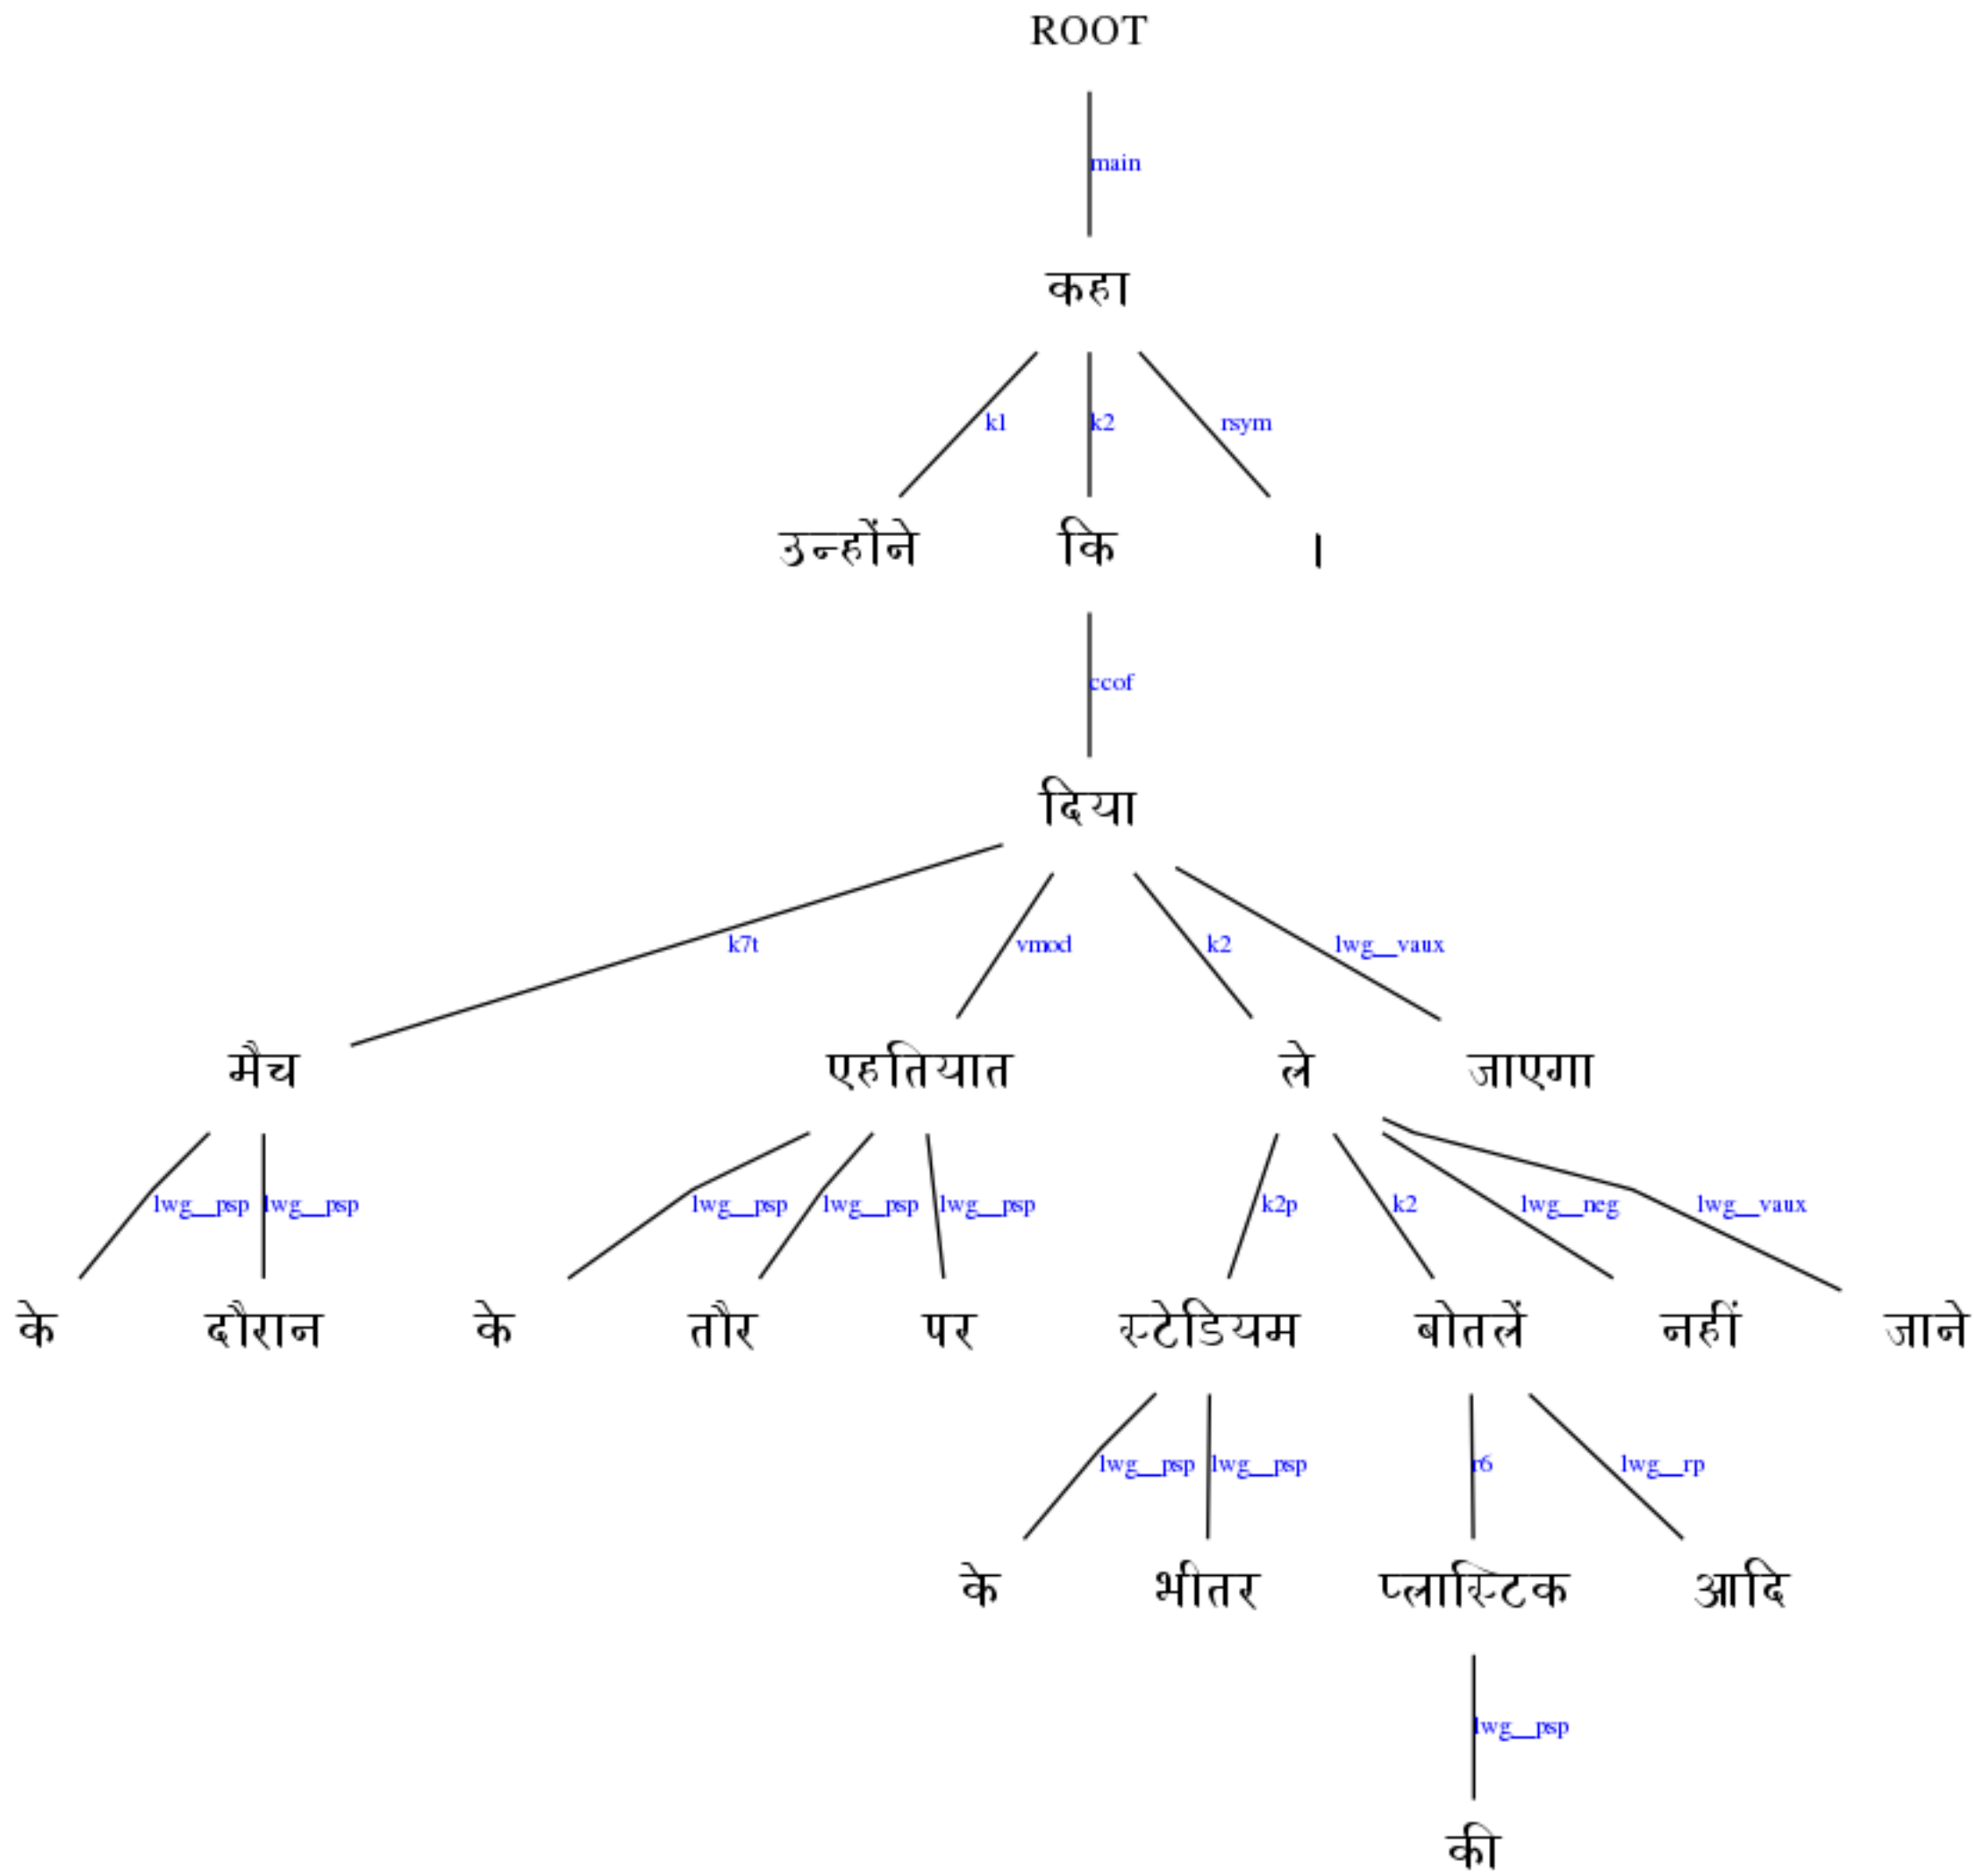 ROOT
main
कहा
k1 k2 rsym
उन्होंने कि ।
ccof
दिया
k7t vmod k2 lwg__vaux
मैच एहतियात ले जाएगा
lwg__psp lwg__psp lwg__psp lwg__psp lwg__psp k2p k2 lwg__neg lwg__vaux
के दौरान के तौर पर स्टेडियम बोतलें नहीं जाने
lwg__psp lwg__psp r6 lwg__rp
के भीतर प्लास्टिक आदि
lwg__psp
की